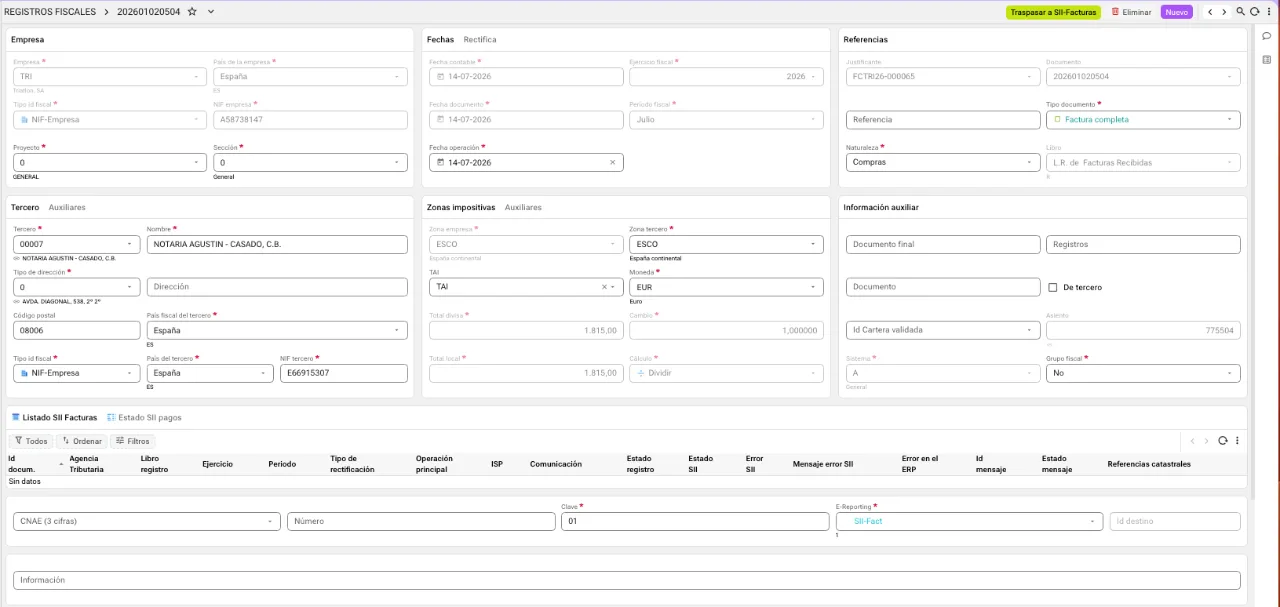 REGISTROS FISCALES > 202601020504
Traspasar a SII-Facturas Eliminar Nuevo
Empresa
Empresa *
País de la empresa *
TRI
España
ES
Tipo id fiscal *
NIF empresa *
NIF-Empresa
A58738147
Proyecto *
Sección *
0
0
GENERAL
General
Fechas Rectifica
Fecha contable *
Ejercicio fiscal *
14-07-2026
2026
Fecha documento *
Periodo fiscal *
14-07-2026
Julio
Fecha operación *
14-07-2026
Referencias
Justificante
Documento
FCTRI26-000065
202601020504
Tipo documento *
Referencia
Factura completa
Naturaleza *
Libro
Compras
L.R. de Facturas Recibidas
R
Tercero Auxiliares
Tercero *
Nombre *
00007
NOTARIA AGUSTIN - CASADO, C.B.
NOTARIA AGUSTIN - CASADO, C.B.
Tipo de dirección *
0
Dirección
AVDA. DIAGONAL, 538. 2º 2ª
Código postal
País fiscal del tercero *
08006
España
ES
Tipo id fiscal *
País del tercero *
NIF tercero *
NIF-Empresa
España
E66915307
ES
Zonas impositivas Auxiliares
Zona empresa *
Zona tercero *
ESCO
ESCO
España continental
España continental
TAI
Moneda *
TAI
EUR
Euro
Total divisa *
Cambio *
1.815,00
1,000000
Total local *
Cálculo *
1.815,00
Dividir
Información auxiliar
Documento final
Registros
Documento
De tercero
Asiento
Id Cartera validada
775504
Sistema *
Grupo fiscal *
A
No
General
Listado SII Facturas Estado SII pagos
Todos Ordenar Filtros
Id docum. Agencia Tributaria Libro registro Ejercicio Periodo Tipo de rectificación Operación principal ISP Comunicación Estado registro Estado SII Error SII Mensaje error SII Error en el ERP Id mensaje Estado mensaje Referencias catastrales
Sin datos
Clave *
E-Reporting *
CNAE (3 cifras)
Número
01
SII-Fact
Id destino
1
Información